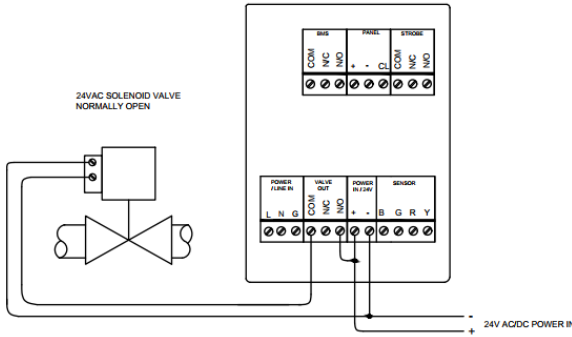 BMS PANEL STROBE
COM N/C N/O + - CL COM N/C N/O
24VAC SOLENOID VALVE
NORMALLY OPEN
POWER / LINE IN
VALVE OUT
POWER IN / 24V
SENSOR
L N G COM N/C N/O + - B G R Y
-
24V AC/DC POWER IN
+